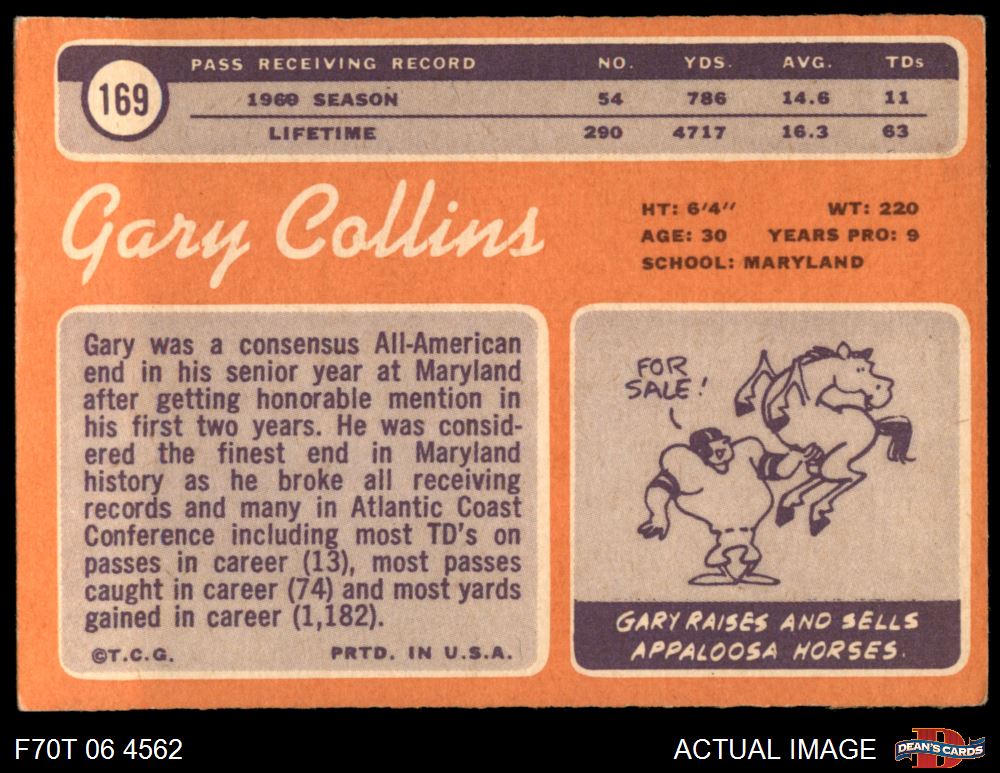 169
PASS RECEIVING RECORD NO. YDS. AVG. TDs
1969 SEASON 54 786 14.6 11
LIFETIME 290 4717 16.3 63
Gary Collins
HT: 6'4" WT: 220
AGE: 30 YEARS PRO: 9
SCHOOL: MARYLAND
Gary was a consensus All-American
end in his senior year at Maryland
after getting honorable mention in
his first two years. He was consid-
ered the finest end in Maryland
history as he broke all receiving
records and many in Atlantic Coast
Conference including most TD's on
passes in career (13), most passes
caught in career (74) and most yards
gained in career (1,182).
©T.C.G. PRTD. IN U.S.A.
FOR
SALE!
GARY RAISES AND SELLS
APPALOOSA HORSES.
F70T 06 4562
ACTUAL IMAGE
D
DEAN'S CARDS